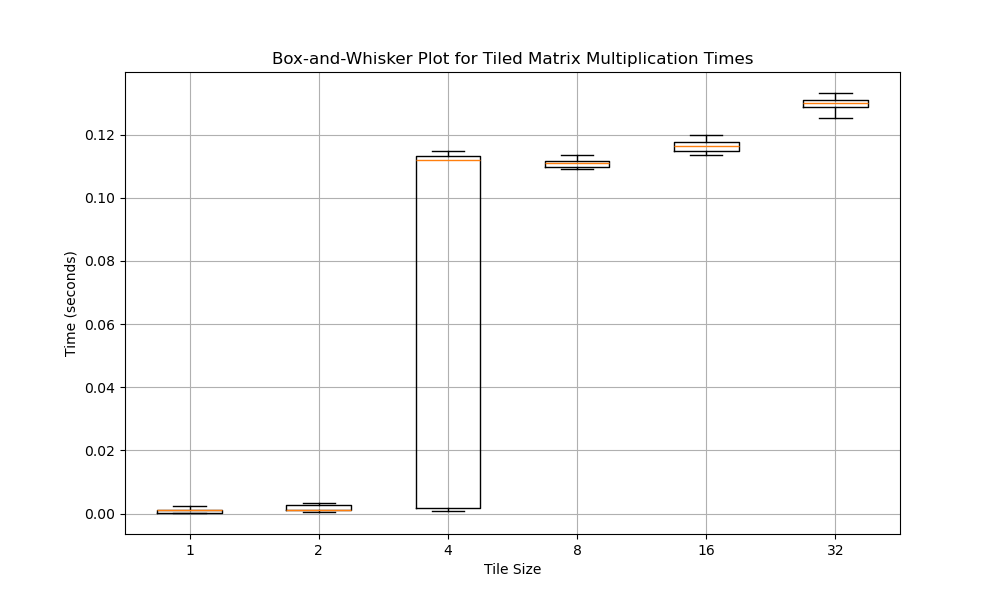 Box-and-Whisker Plot for Tiled Matrix Multiplication Times
Time (seconds)
0.12
0.10
0.08
0.06
0.04
0.02
0.00
1 2 4 8 16 32
Tile Size